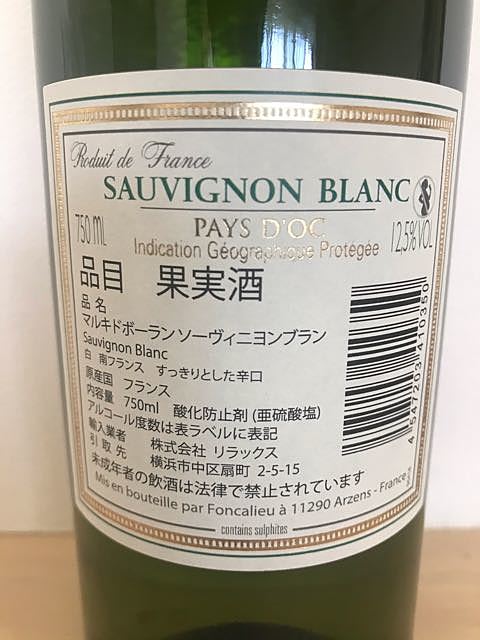 Produit de France
SAUVIGNON BLANC
750 ML
PAYS D'OC
12,5%VOL
Indication Géographique Protégée
品目 果実酒
品名
マルキドボーラン ソーヴィニヨンブラン
Sauvignon Blanc
白 南フランス すっきりとした辛口
原産国 フランス
内容量 750ml 酸化防止剤 (亜硫酸塩)
アルコール度数は表ラベルに表記
輸入業者 株式会社 リラックス
引取先 横浜市中区扇町 2-5-15
未成年者の飲酒は法律で禁止されています
Mis en bouteille par Foncalieu à 11290 Arzens - France
contains sulphites